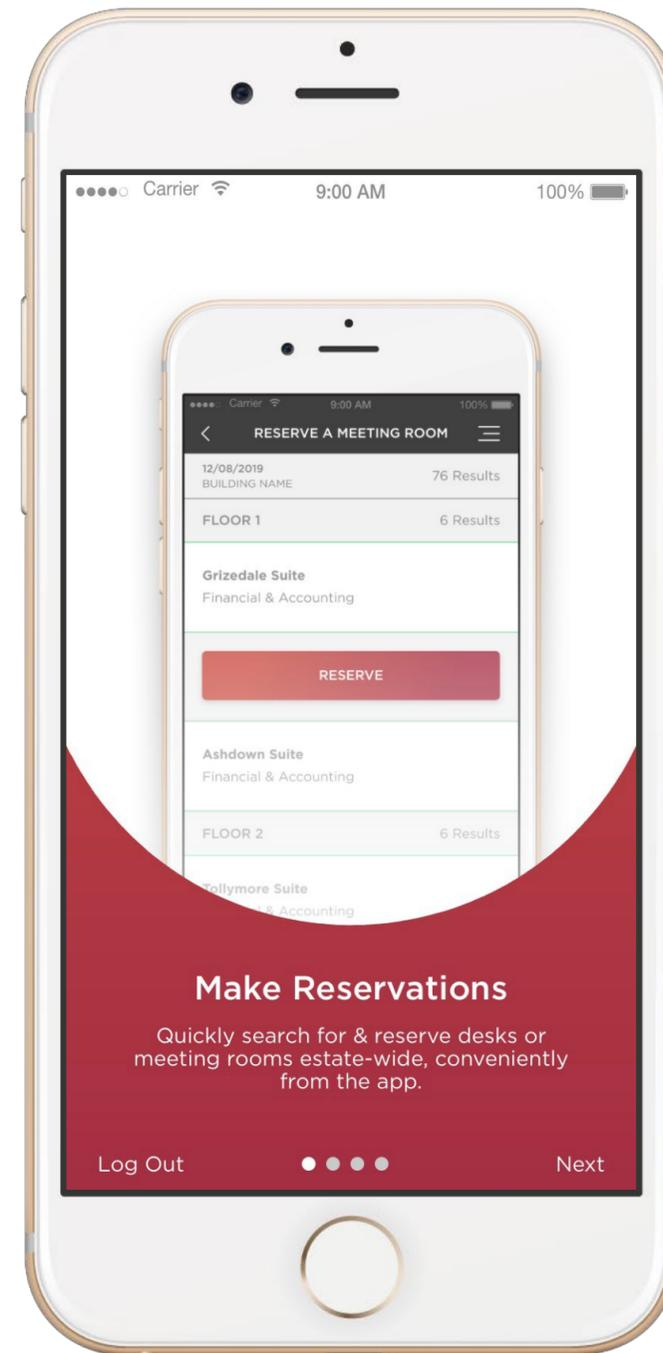 Carrier 9:00 AM 100%
Carrier 9:00 AM 100%
RESERVE A MEETING ROOM
12/08/2019
BUILDING NAME
76 Results
FLOOR 1 6 Results
Grizedale Suite
Financial & Accounting
RESERVE
Ashdown Suite
Financial & Accounting
FLOOR 2 6 Results
Tollymore Suite
& Accounting
Make Reservations
Quickly search for & reserve desks or
meeting rooms estate-wide, conveniently
from the app.
Log Out Next